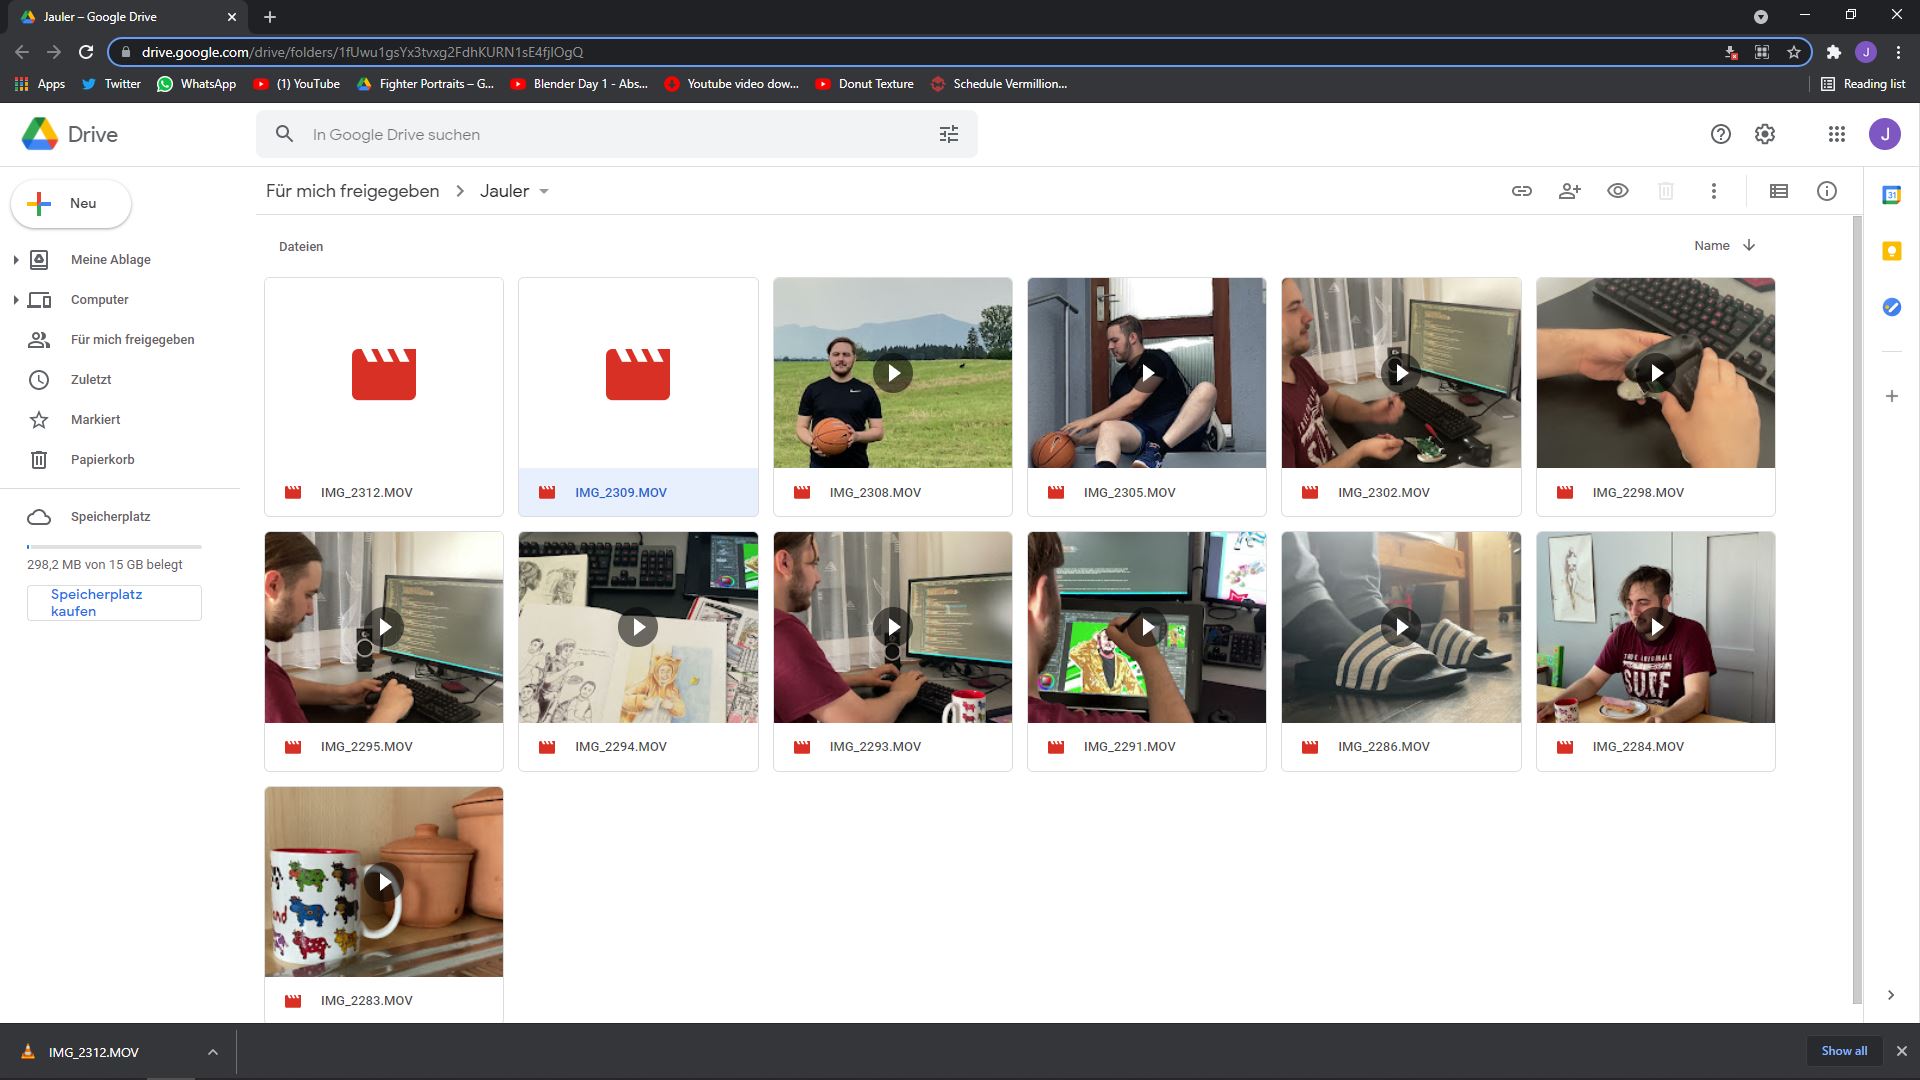 Jauler – Google Drive
drive.google.com/drive/folders/1fUwu1gsYx3tvxg2FdhKURN1sE4fjlOgQ
J
Apps
Twitter
WhatsApp
(1) YouTube
Fighter Portraits – G...
Blender Day 1 - Abs...
Youtube video dow...
Donut Texture
Schedule Vermillion...
Reading list
Drive
In Google Drive suchen
J
Neu
Für mich freigegeben
Jauler
31
Meine Ablage
Computer
Für mich freigegeben
Zuletzt
Markiert
Papierkorb
Speicherplatz
298,2 MB von 15 GB belegt
Speicherplatz
kaufen
Dateien
Name
IMG_2312.MOV
IMG_2309.MOV
IMG_2308.MOV
IMG_2305.MOV
IMG_2302.MOV
IMG_2298.MOV
IMG_2295.MOV
IMG_2294.MOV
IMG_2293.MOV
IMG_2291.MOV
IMG_2286.MOV
SURF
IMG_2284.MOV
IMG_2283.MOV
IMG_2312.MOV
Show all